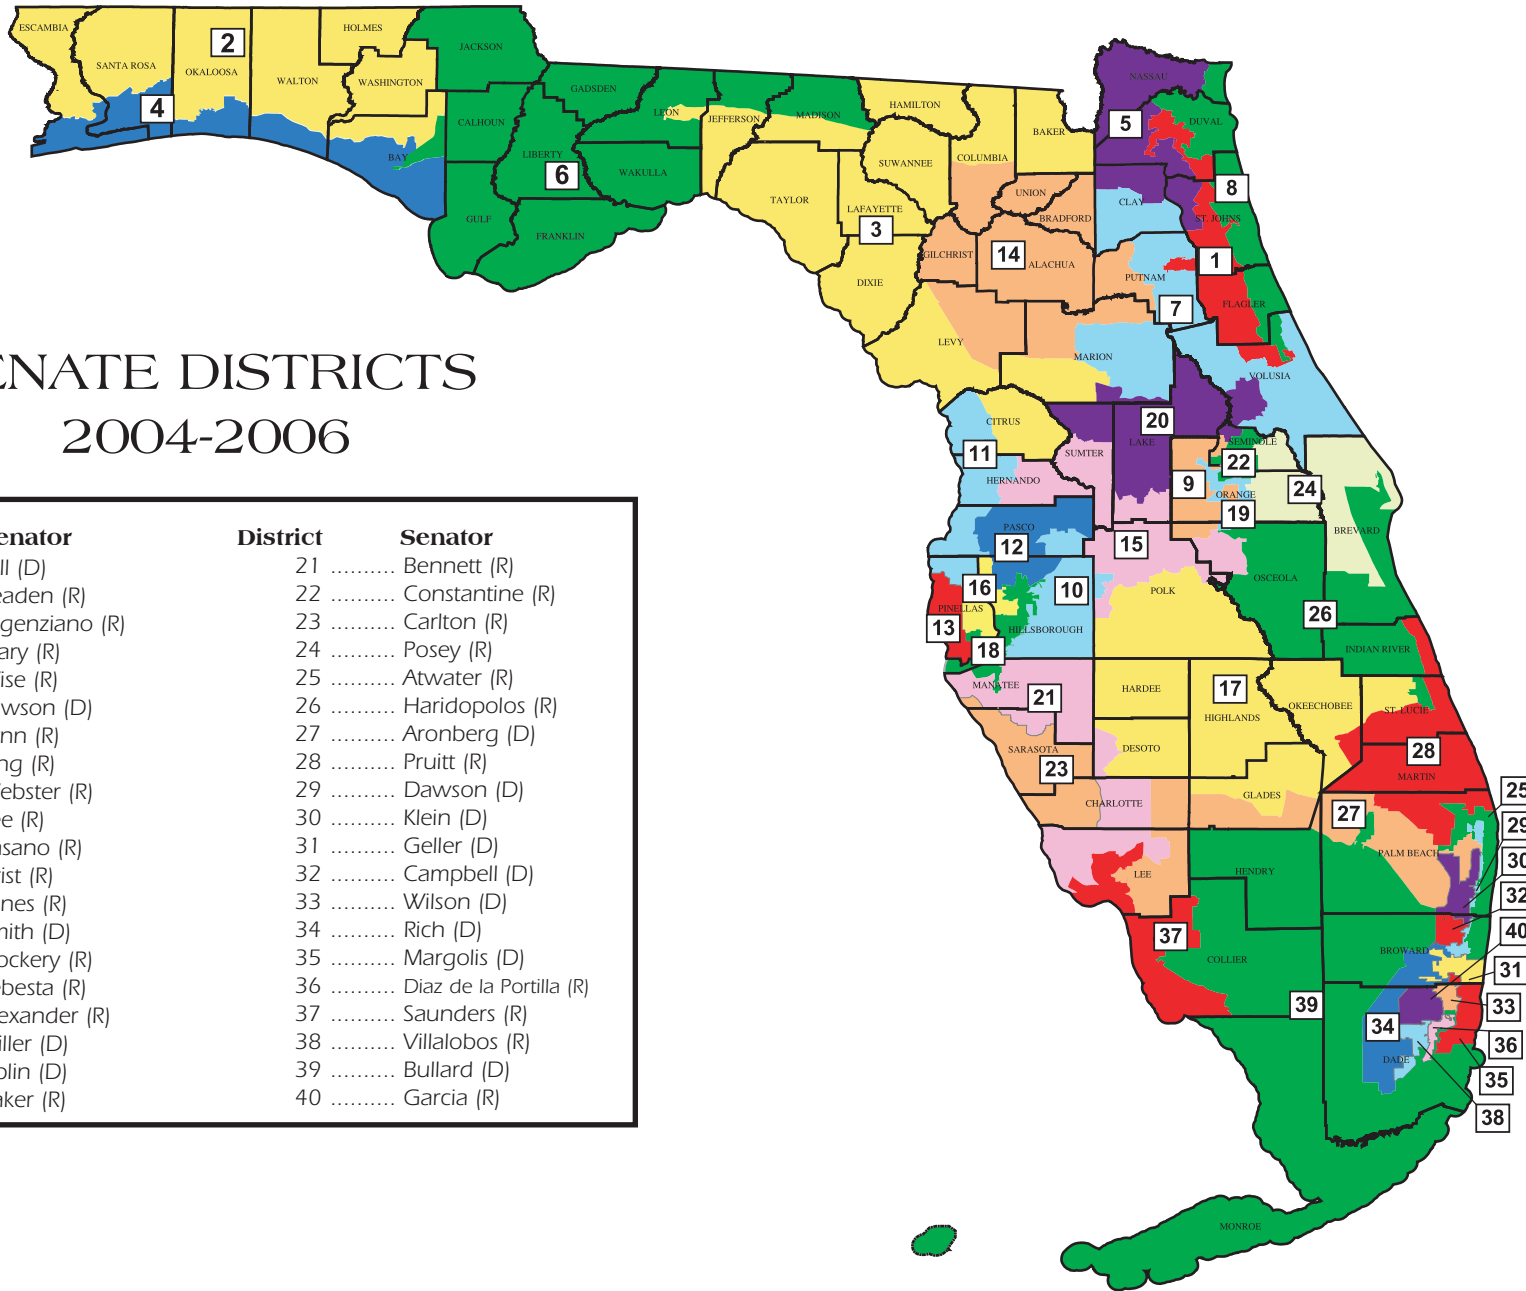 ENATE DISTRICTS
2004-2006
enator District Senator
ll (D) 21 .......... Bennett (R)
eaden (R) 22 .......... Constantine (R)
rgenziano (R) 23 .......... Carlton (R)
ary (R) 24 .......... Posey (R)
ise (R) 25 .......... Atwater (R)
wson (D) 26 .......... Haridopolos (R)
nn (R) 27 .......... Aronberg (D)
ng (R) 28 .......... Pruitt (R)
ebster (R) 29 .......... Dawson (D)
ee (R) 30 .......... Klein (D)
sano (R) 31 .......... Geller (D)
rist (R) 32 .......... Campbell (D)
nes (R) 33 .......... Wilson (D)
mith (D) 34 .......... Rich (D)
ockery (R) 35 .......... Margolis (D)
ebesta (R) 36 .......... Diaz de la Portilla (R)
exander (R) 37 .......... Saunders (R)
iller (D) 38 .......... Villalobos (R)
plin (D) 39 .......... Bullard (D)
aker (R) 40 .......... Garcia (R)
ESCAMBIA
SANTA ROSA
OKALOOSA
WALTON
HOLMES
WASHINGTON
BAY
JACKSON
CALHOUN
GULF
LIBERTY
GADSDEN
LEON
WAKULLA
FRANKLIN
JEFFERSON
MADISON
TAYLOR
HAMILTON
SUWANNEE
LAFAYETTE
DIXIE
COLUMBIA
BAKER
UNION
BRADFORD
GILCHRIST
ALACHUA
LEVY
NASSAU
DUVAL
CLAY
ST. JOHNS
PUTNAM
FLAGLER
MARION
VOLUSIA
CITRUS
HERNANDO
SUMTER
LAKE
SEMINOLE
ORANGE
BREVARD
PASCO
PINELLAS
HILLSBOROUGH
POLK
OSCEOLA
INDIAN RIVER
MANATEE
HARDEE
HIGHLANDS
OKEECHOBEE
ST. LUCIE
SARASOTA
DESOTO
MARTIN
CHARLOTTE
GLADES
LEE
HENDRY
PALM BEACH
COLLIER
BROWARD
DADE
MONROE
2
4
6
3
14
5
8
1
7
20
11
22
9
24
19
12
15
16
10
13
18
26
21
17
23
28
27
25
29
30
32
40
31
33
36
35
38
37
39
34